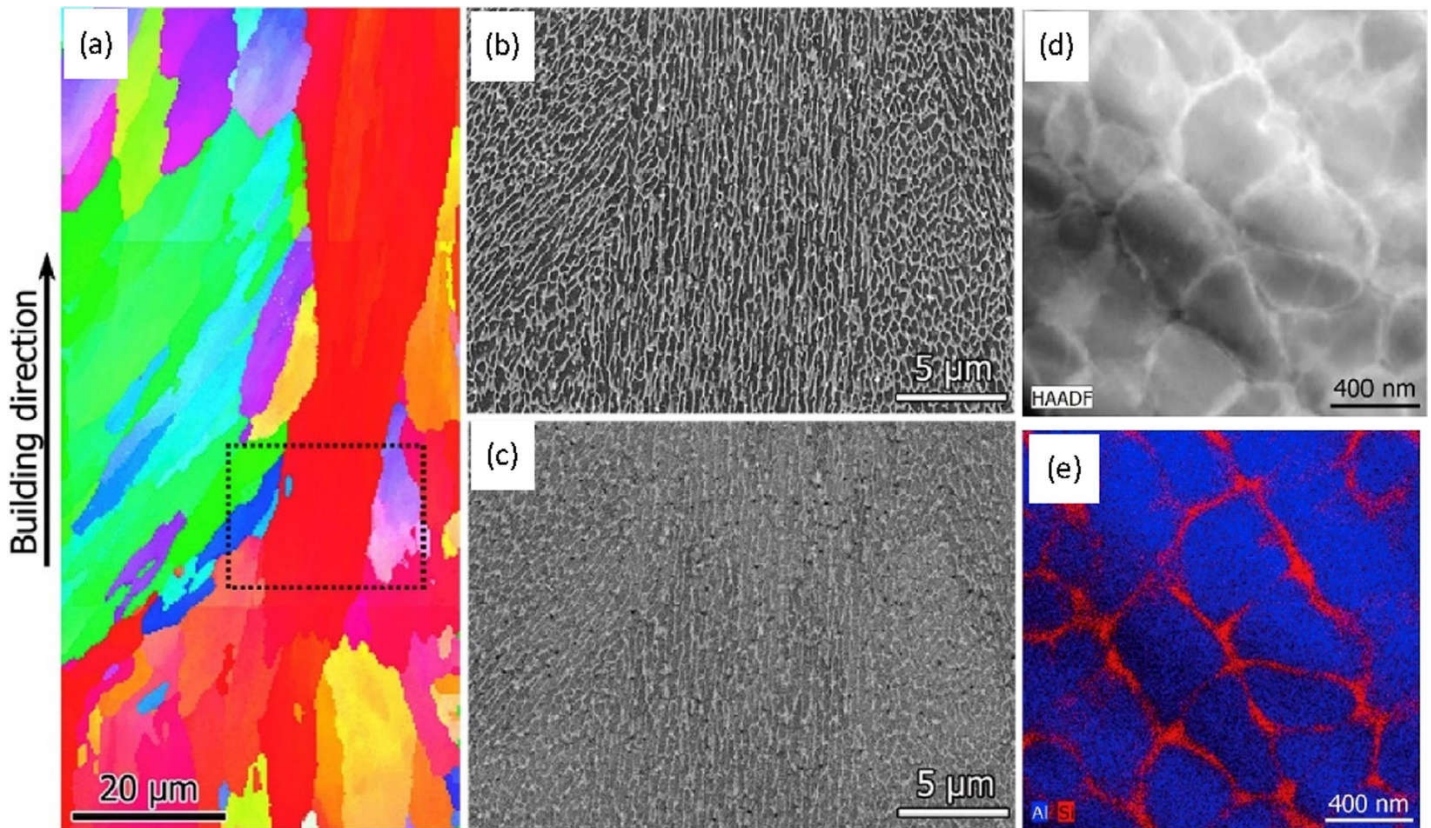 (a)
Building direction
20 µm
(b)
5 µm
(c)
5 µm
(d)
HAADF
400 nm
(e)
Al Si
400 nm